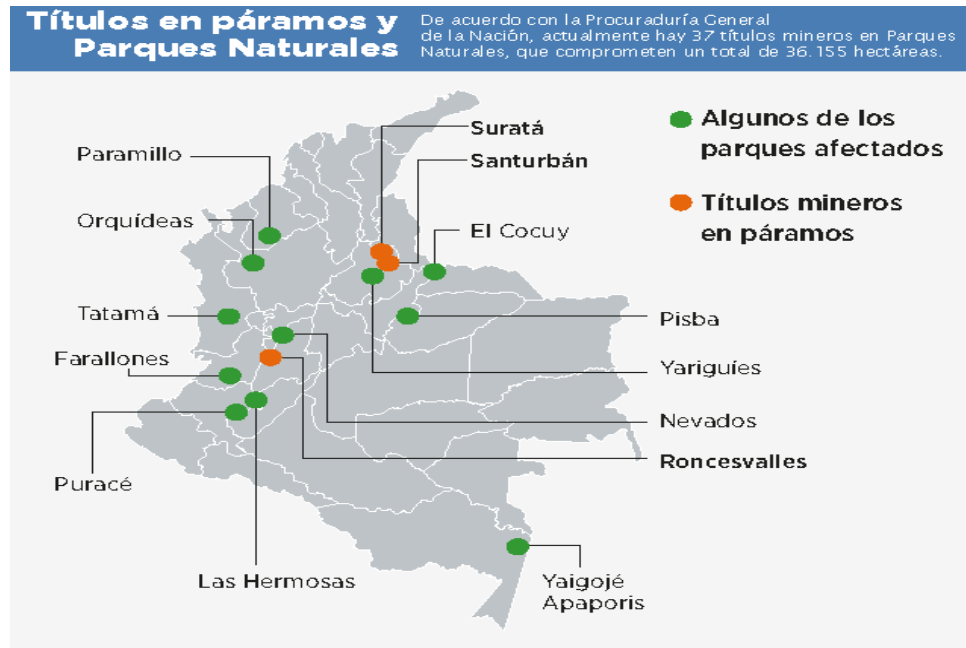 Títulos en páramos y
Parques Naturales
De acuerdo con la Procuraduría General
de la Nación, actualmente hay 37 títulos mineros en Parques
Naturales, que comprometen un total de 36.155 hectáreas.
Suratá
Santurbán
Algunos de los
parques afectados
Paramillo
Títulos mineros
en páramos
Orquídeas
El Cocuy
Tatamá
Pisba
Farallones
Yariguíes
Nevados
Roncesvalles
Puracé
Las Hermosas
Yaigojé
Apaporis